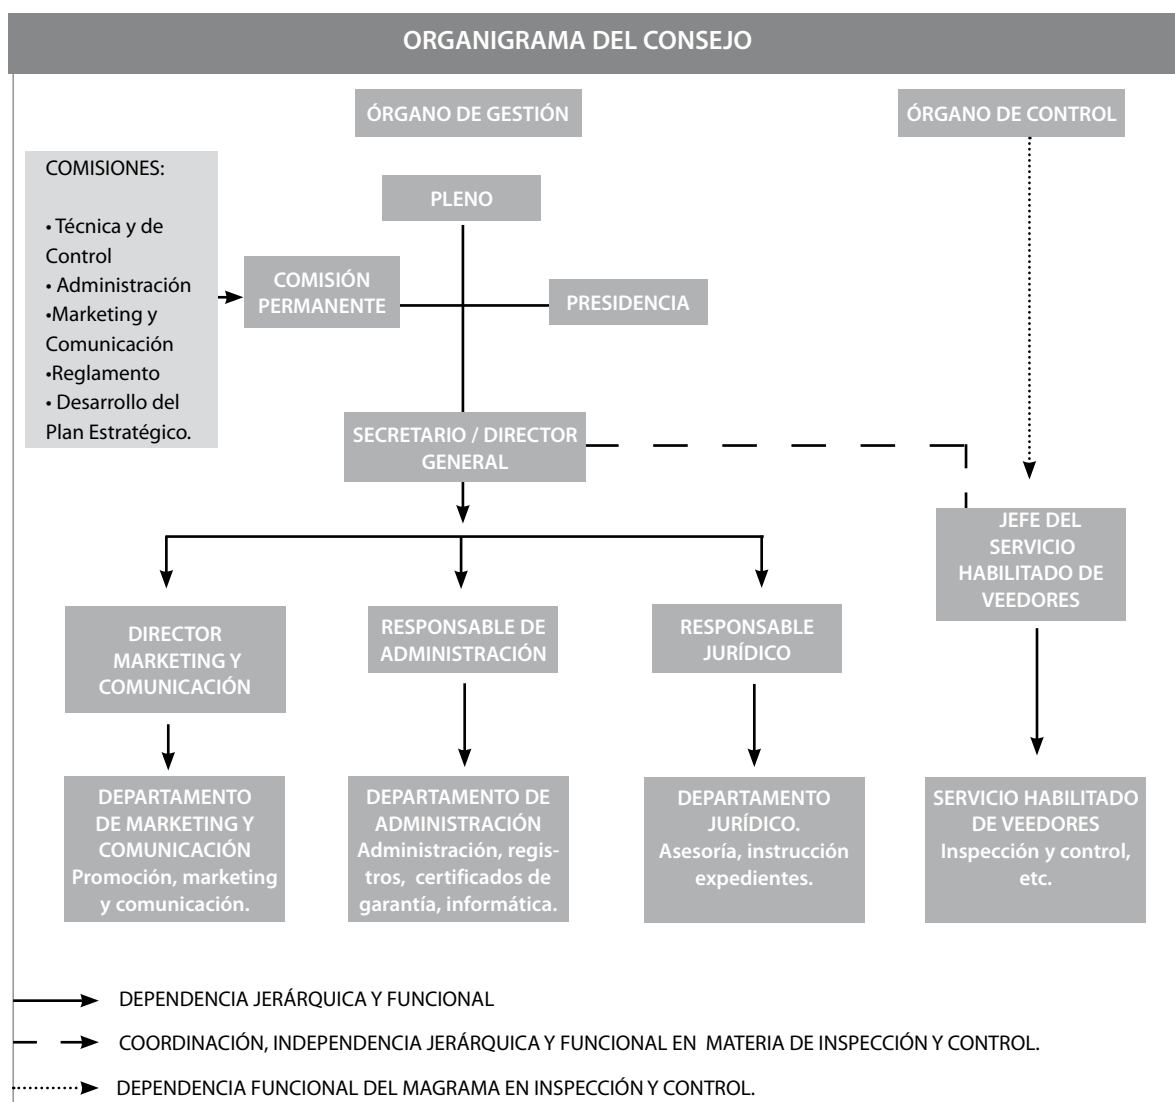 ORGANIGRAMA DEL CONSEJO
ÓRGANO DE GESTIÓN
ÓRGANO DE CONTROL
COMISIONES:
• Técnica y de
Control
• Administración
•Marketing y
Comunicación
•Reglamento
• Desarrollo del
Plan Estratégico.
PLENO
COMISIÓN
PERMANENTE
PRESIDENCIA
SECRETARIO / DIRECTOR
GENERAL
JEFE DEL
SERVICIO
HABILITADO DE
VEEDORES
DIRECTOR
MARKETING Y
COMUNICACIÓN
RESPONSABLE DE
ADMINISTRACIÓN
RESPONSABLE
JURÍDICO
DEPARTAMENTO
DE MARKETING Y
COMUNICACIÓN
Promoción, marketing
y comunicación.
DEPARTAMENTO DE
ADMINISTRACIÓN
Administración, regis-
tros, certificados de
garantía, informática.
DEPARTAMENTO
JURÍDICO.
Asesoría, instrucción
expedientes.
SERVICIO HABILITADO
DE VEEDORES
Inspección y control,
etc.
DEPENDENCIA JERÁRQUICA Y FUNCIONAL
COORDINACIÓN, INDEPENDENCIA JERÁRQUICA Y FUNCIONAL EN MATERIA DE INSPECCIÓN Y CONTROL.
DEPENDENCIA FUNCIONAL DEL MAGRAMA EN INSPECCIÓN Y CONTROL.